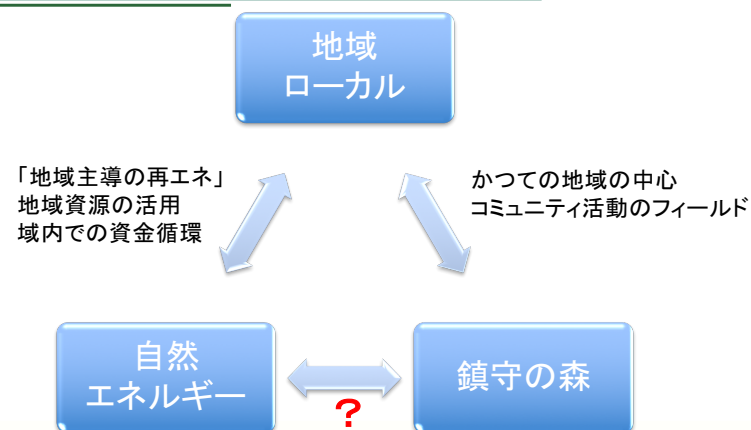 地域
ローカル
「地域主導の再エネ」
地域資源の活用
域内での資金循環
かつての地域の中心
コミュニティ活動のフィールド
自然
エネルギー
?
鎮守の森